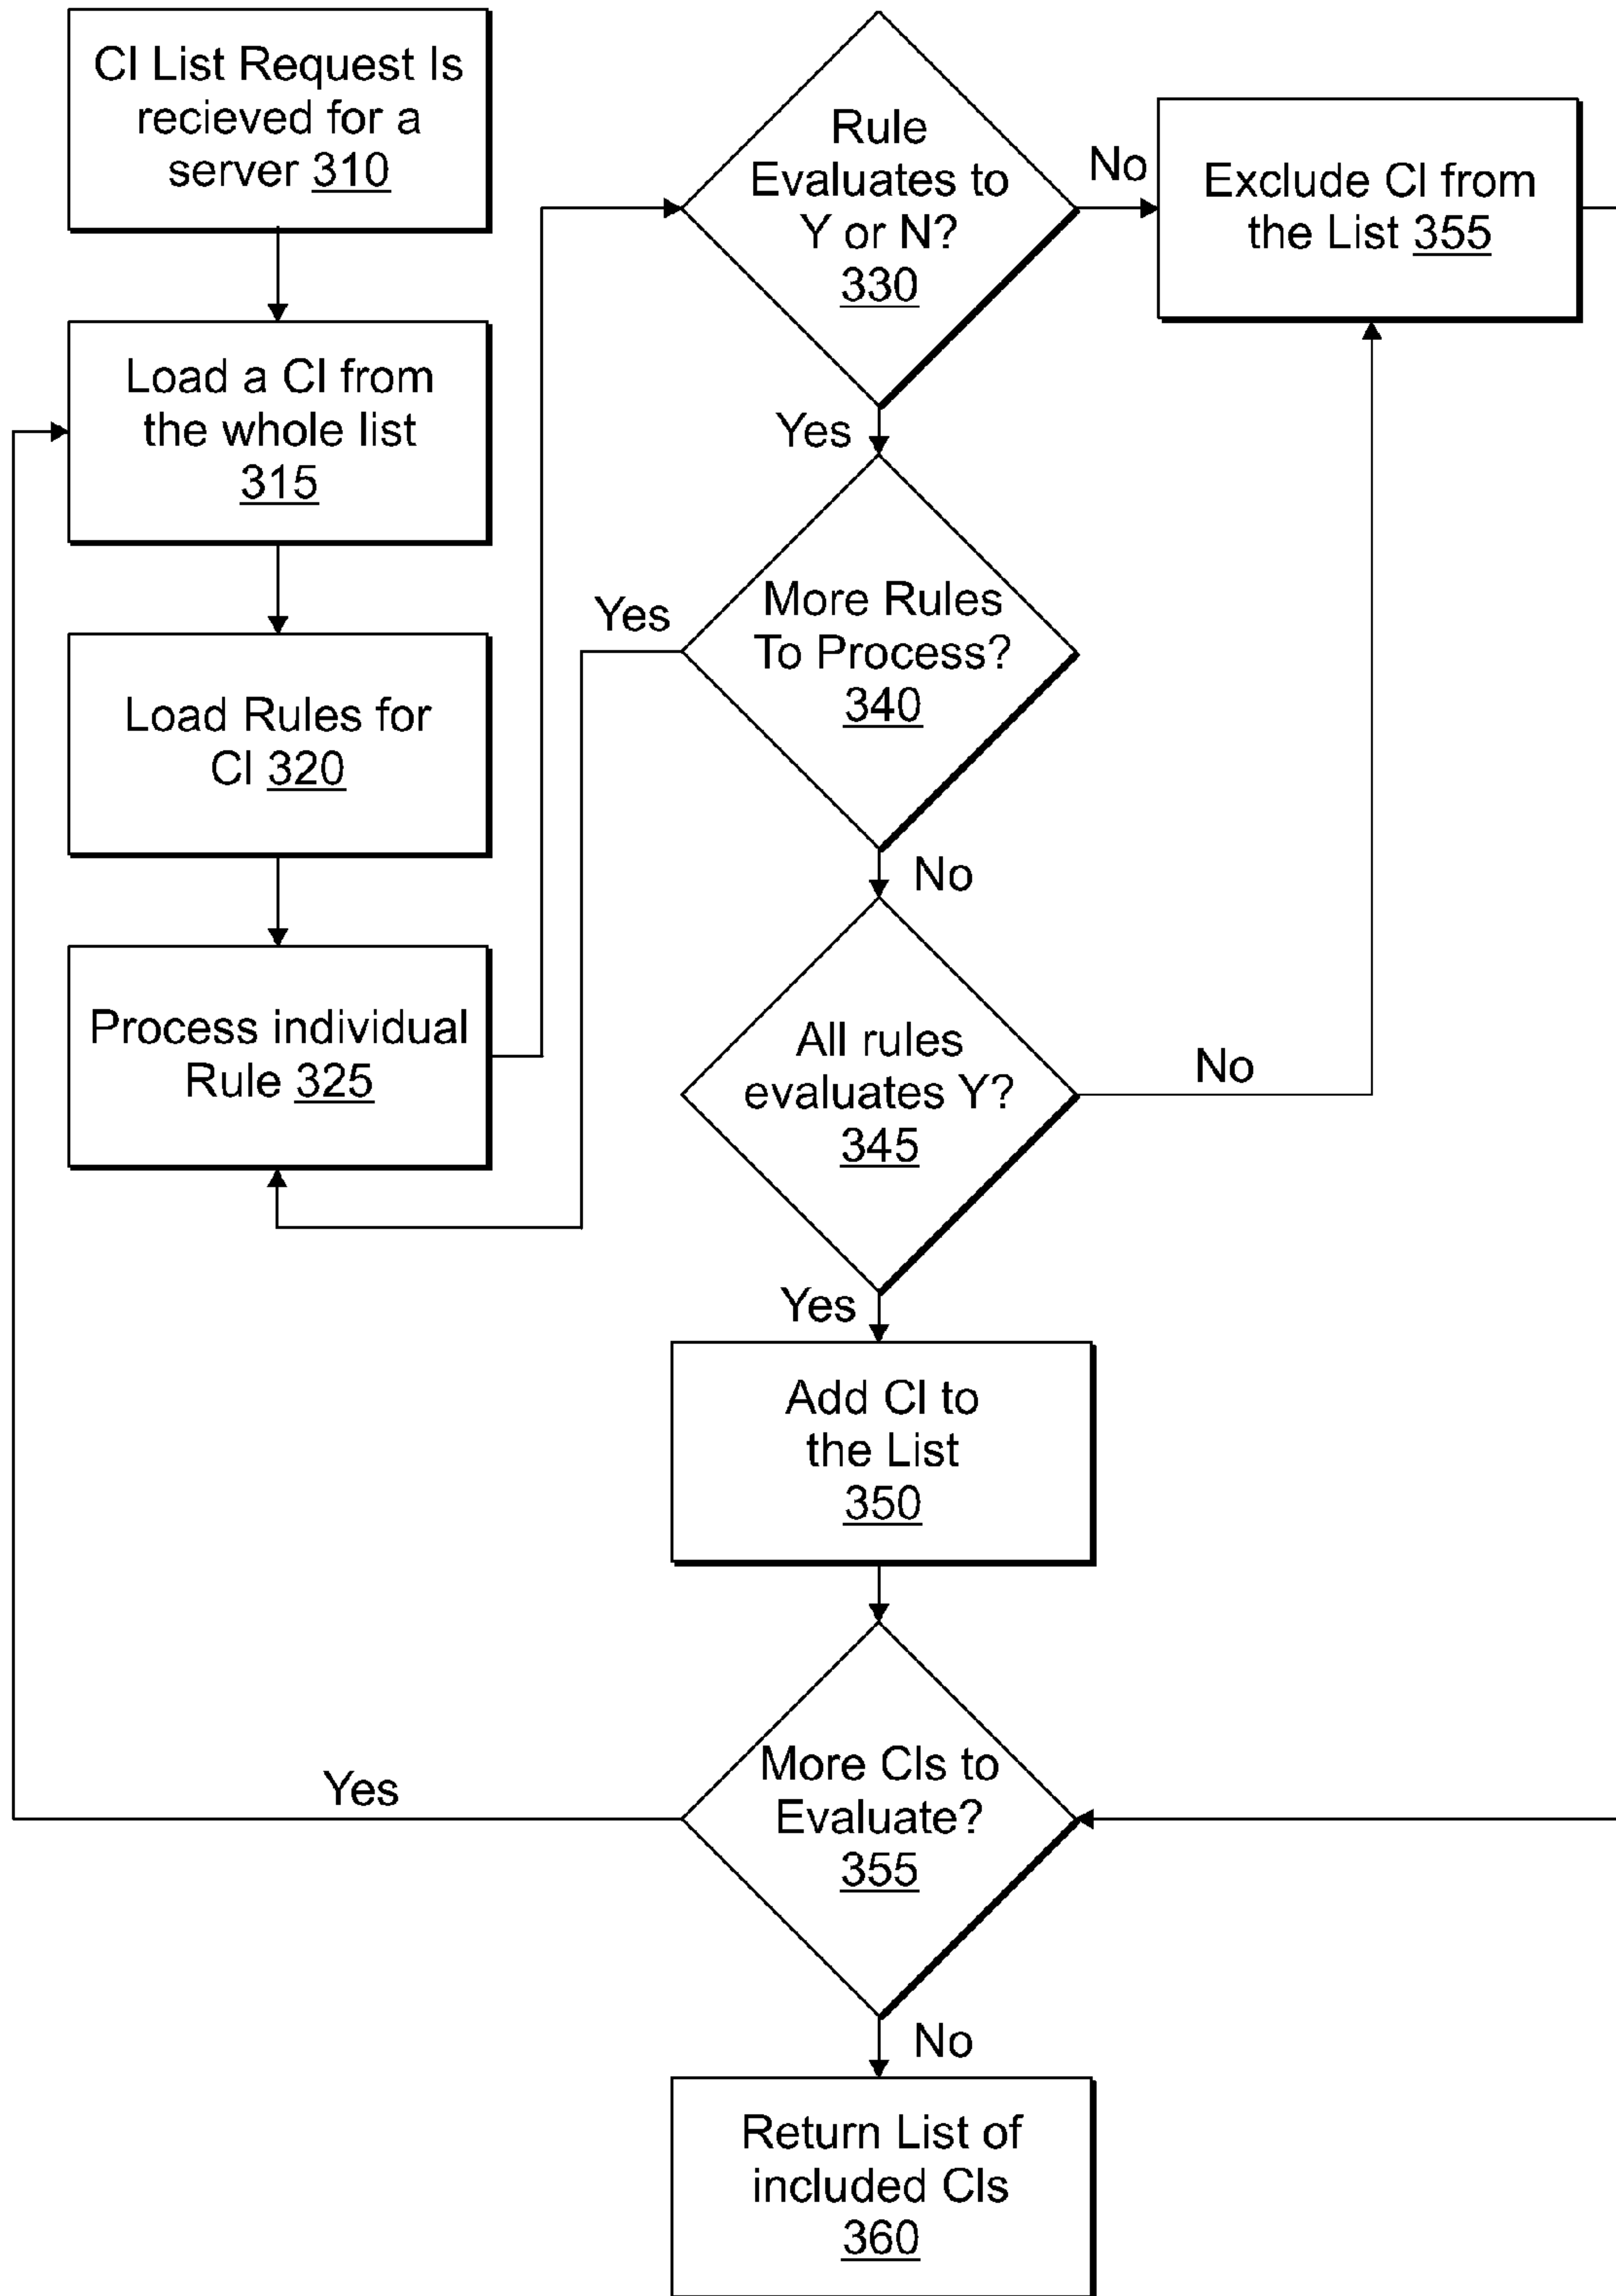 CI List Request Is
recieved for a
server 310
Load a CI from
the whole list
315
Load Rules for
CI 320
Process individual
Rule 325
Rule
Evaluates to
Y or N?
330
No
Exclude CI from
the List 355
Yes
More Rules
To Process?
340
Yes
No
All rules
evaluates Y?
345
No
Yes
Add CI to
the List
350
More CIs to
Evaluate?
355
Yes
No
Return List of
included CIs
360